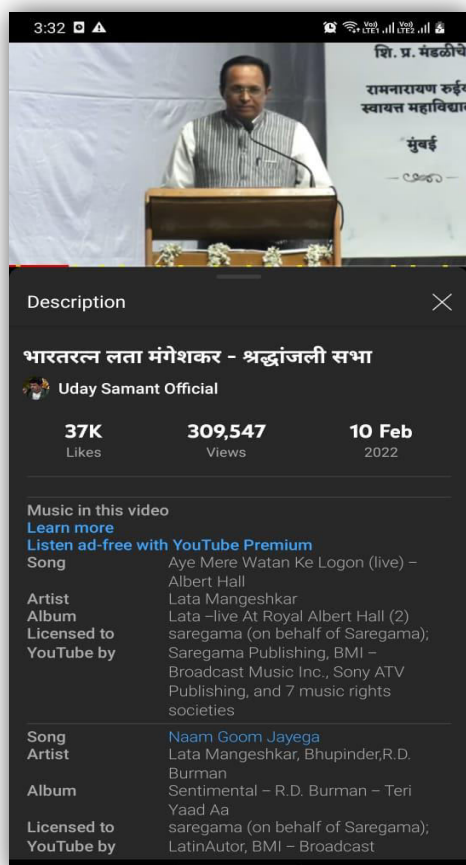 3:32
Vo)) LTE1 Vo)) LTE2
शि. प्र. मंडळीचे
रामनारायण रुईय
स्वायत्त महाविद्याल
मुंबई
Description
भारतरत्न लता मंगेशकर - श्रद्धांजली सभा
Uday Samant Official
37K 309,547 10 Feb
Likes Views 2022
Music in this video
Learn more
Listen ad-free with YouTube Premium
Song Aye Mere Watan Ke Logon (live) –
Albert Hall
Artist Lata Mangeshkar
Album Lata –live At Royal Albert Hall (2)
Licensed to saregama (on behalf of Saregama);
YouTube by Saregama Publishing, BMI –
Broadcast Music Inc., Sony ATV
Publishing, and 7 music rights
societies
Song Naam Goom Jayega
Artist Lata Mangeshkar, Bhupinder,R.D.
Burman
Album Sentimental – R.D. Burman – Teri
Yaad Aa
Licensed to saregama (on behalf of Saregama);
YouTube by LatinAutor, BMI – Broadcast